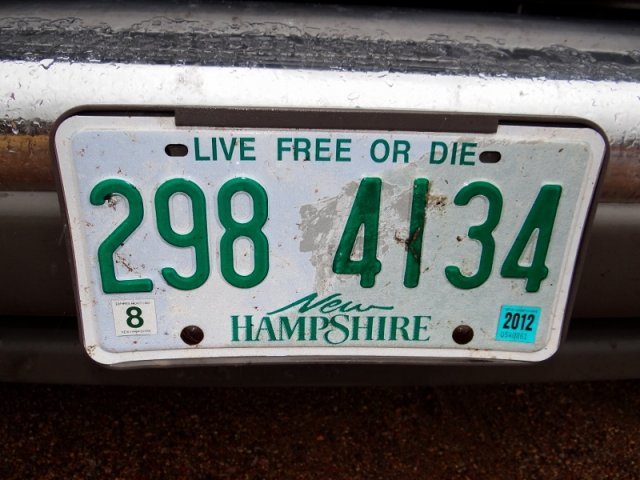 LIVE FREE OR DIE
298 4134
8
New
HAMPSHIRE
2012